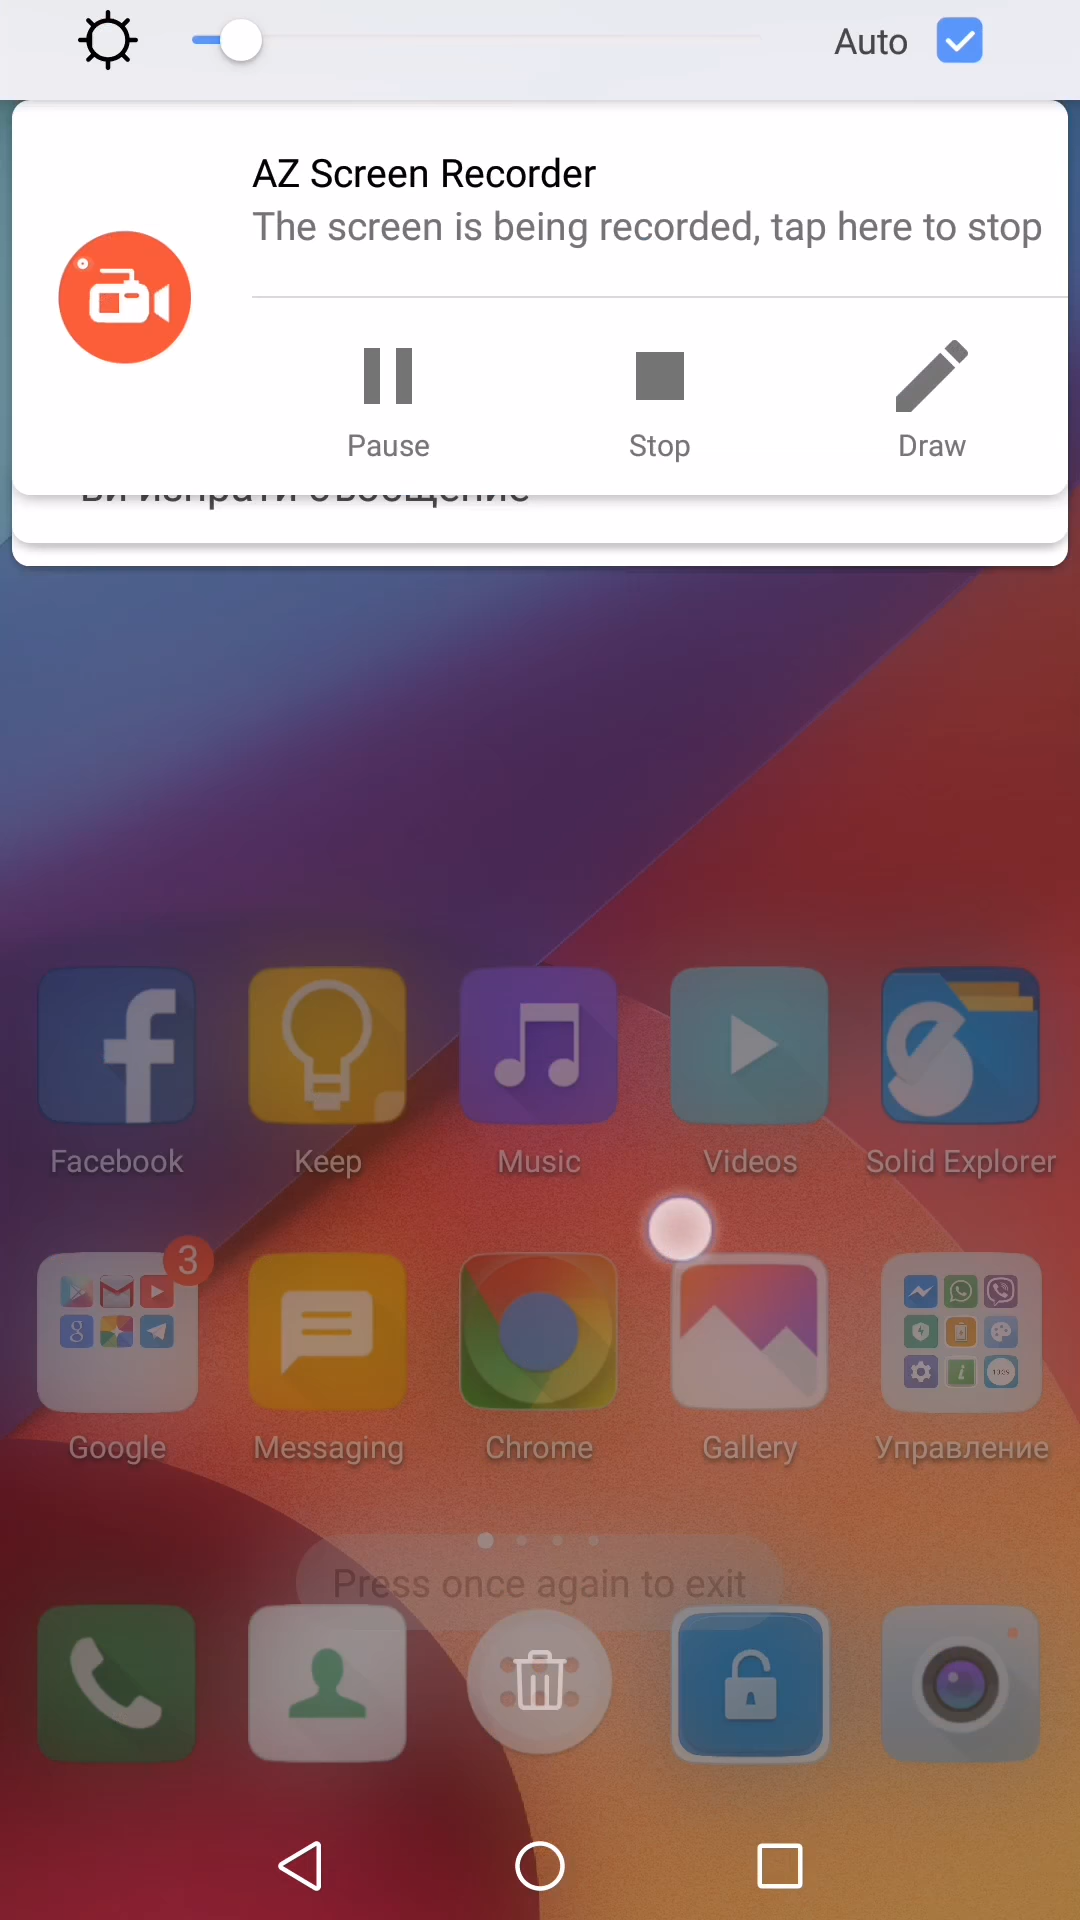 Auto
AZ Screen Recorder
The screen is being recorded, tap here to stop
Pause Stop Draw
Facebook Keep Music Videos Solid Explorer
3
Google Messaging Chrome Gallery Управление
Press once again to exit